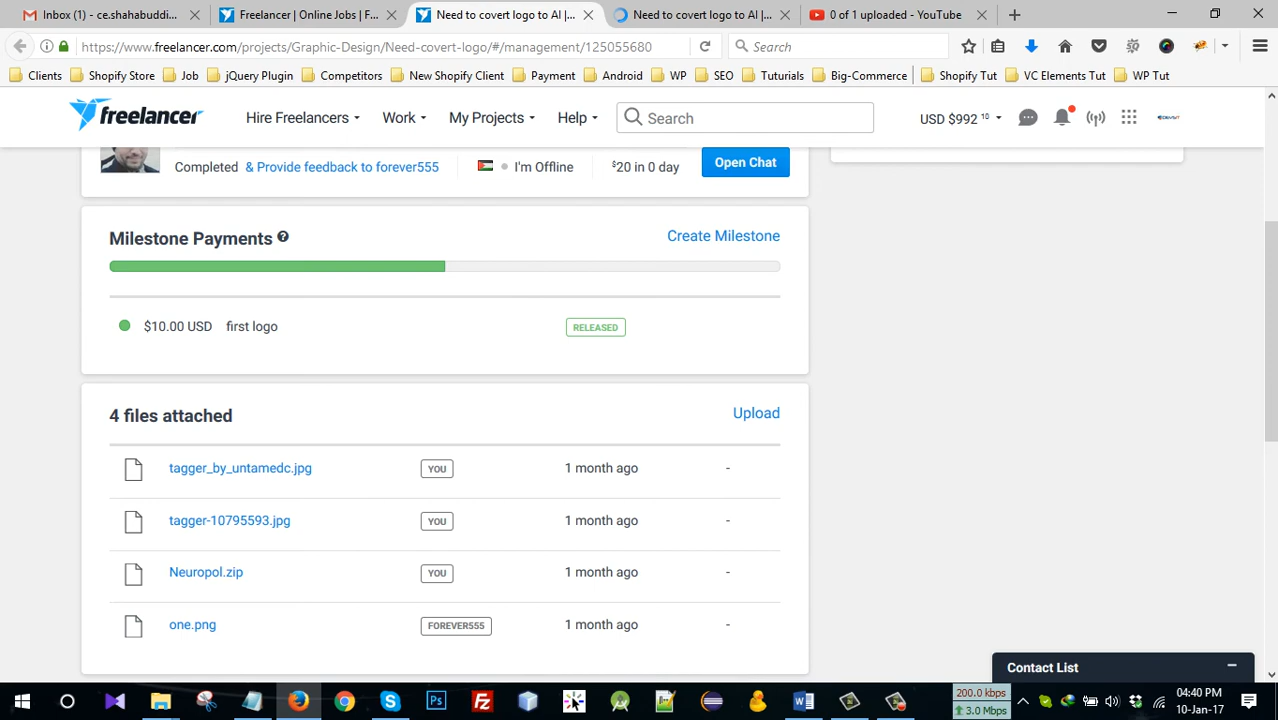 Inbox (1) - ce.shahabuddi...
Freelancer | Online Jobs | F...
Need to covert logo to AI |...
Need to covert logo to AI |...
0 of 1 uploaded - YouTube
https://www.freelancer.com/projects/Graphic-Design/Need-covert-logo/#/management/125055680
Search
Clients Shopify Store Job jQuery Plugin Competitors New Shopify Client Payment Android WP SEO Tuturials Big-Commerce Shopify Tut VC Elements Tut WP Tut
freelancer Hire Freelancers Work My Projects Help Search USD $992 10
Completed & Provide feedback to forever555 I'm Offline $20 in 0 day Open Chat
Milestone Payments ? Create Milestone
$10.00 USD first logo RELEASED
4 files attached Upload
tagger_by_untamedc.jpg YOU 1 month ago -
tagger-10795593.jpg YOU 1 month ago -
Neuropol.zip YOU 1 month ago -
one.png FOREVER555 1 month ago -
Contact List
200.0 kbps
3.0 Mbps
04:40 PM
10-Jan-17